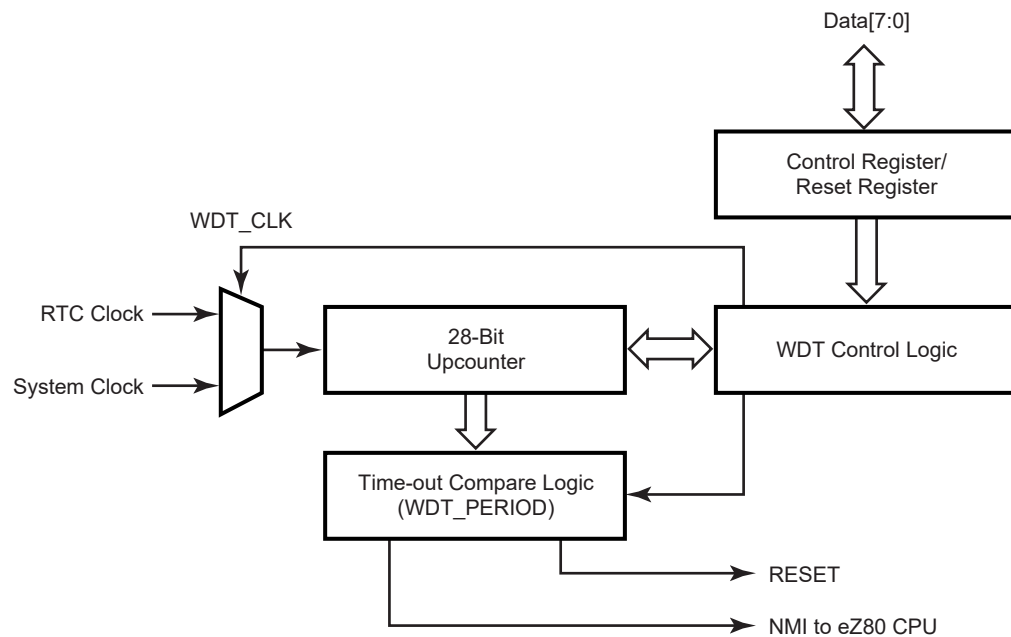 Data[7:0]
Control Register/
Reset Register
WDT_CLK
RTC Clock
28-Bit
Upcounter
WDT Control Logic
System Clock
Time-out Compare Logic
(WDT_PERIOD)
RESET
NMI to eZ80 CPU